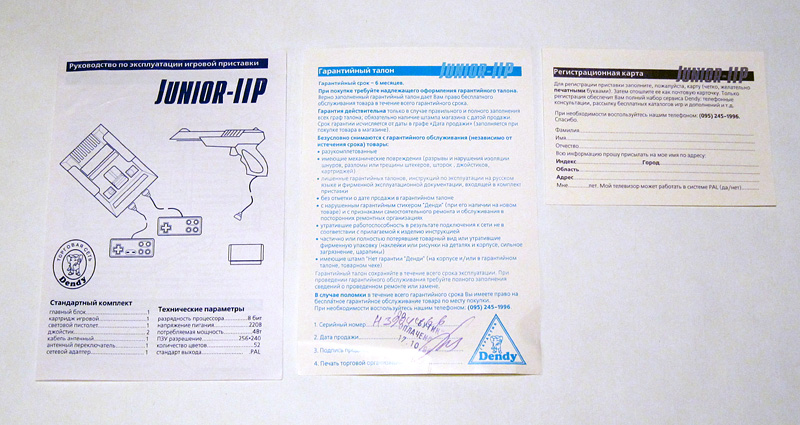 Руководство по эксплуатации игровой приставки
JUNIOR-IIP
ТОРГОВАЯ СЕТЬ
Dendy
Стандартный комплект
главный блок 1
картридж игровой 1
световой пистолет 1
джойстик 2
кабель антенный 1
антенный переключатель 1
сетевой адаптер 1
Технические параметры
разрядность процессора 8 бит
напряжение питания 220В
потребляемая мощность 4Вт
ПЗУ разрешение 256×240
количество цветов 52
стандарт выхода PAL
Гарантийный талон
JUNIOR-IIP
Гарантийный срок – 6 месяцев.
При покупке требуйте надлежащего оформления гарантийного талона.
Верно заполненный гарантийный талон дает Вам право бесплатного
обслуживания товара в течение всего гарантийного срока.
Гарантия действительна только в случае правильного и полного заполнения
всех граф талона; обязательно наличие штампа магазина с датой продажи.
Срок гарантии исчисляется от даты в графе «Дата продажи» (заполняется при
покупке товара в магазине).
Безусловно снимаются с гарантийного обслуживания (независимо от
истечения срока) товары:
• разукомплектованные
• имеющие механические повреждения (разрывы и нарушения изоляции
шнуров, разломы или трещины штекеров, шторок, джойстиков,
картриджей)
• лишенные гарантийных талонов, инструкций по эксплуатации на русском
языке и фирменной эксплуатационной документации, входящей в комплект
приставки
• без отметки о дате продажи в гарантийном талоне
• с нарушенным гарантийным стикером "Денди" (при его наличии на новом
товаре) и с признаками самостоятельного ремонта и обслуживания в
посторонних ремонтных организациях.
• утратившие работоспособность в результате подключения к сети не в
соответствии с прилагаемой к изделию инструкцией
• частично или полностью потерявшие товарный вид или утратившие
фирменную упаковку (наклейки или рисунки на деталях и корпусе, сильное
загрязнение, царапины)
• имеющие штамп "Нет гарантии "Денди" (на корпусе и/или в гарантийном
талоне, товарном чеке)
Гарантийный талон сохраняйте в течение всего срока эксплуатации. При
проведении гарантийного обслуживания требуйте полного заполнения
сведений о проведенном ремонте или замене.
В случае поломки в течение всего гарантийного срока Вы имеете право на
бесплатное гарантийное обслуживание товара по месту покупки.
При необходимости воспользуйтесь нашим телефоном: (095) 245-1996
1. Серийный номер
2. Дата продажи
3. Подпись
4. Печать торговой
17 10
Dendy
Регистрационная карта
JUNIOR-IIP
Для регистрации приставки заполните, пожалуйста, карту (четко, желательно
печатными буквами). Затем отошлите ее как почтовую карточку. Только
регистрация обеспечит Вам полный набор сервиса Dendy: телефонные
консультации, рассылку бесплатных каталогов игр и дополнений и т.д.
При необходимости воспользуйтесь нашим телефоном: (095) 245-1996.
Спасибо.
Фамилия
Имя
Отчество
Всю информацию прошу присылать на мое имя по адресу:
Индекс Город
Область
Адрес
Мне лет. Мой телевизор может работать в системе PAL (да/нет)